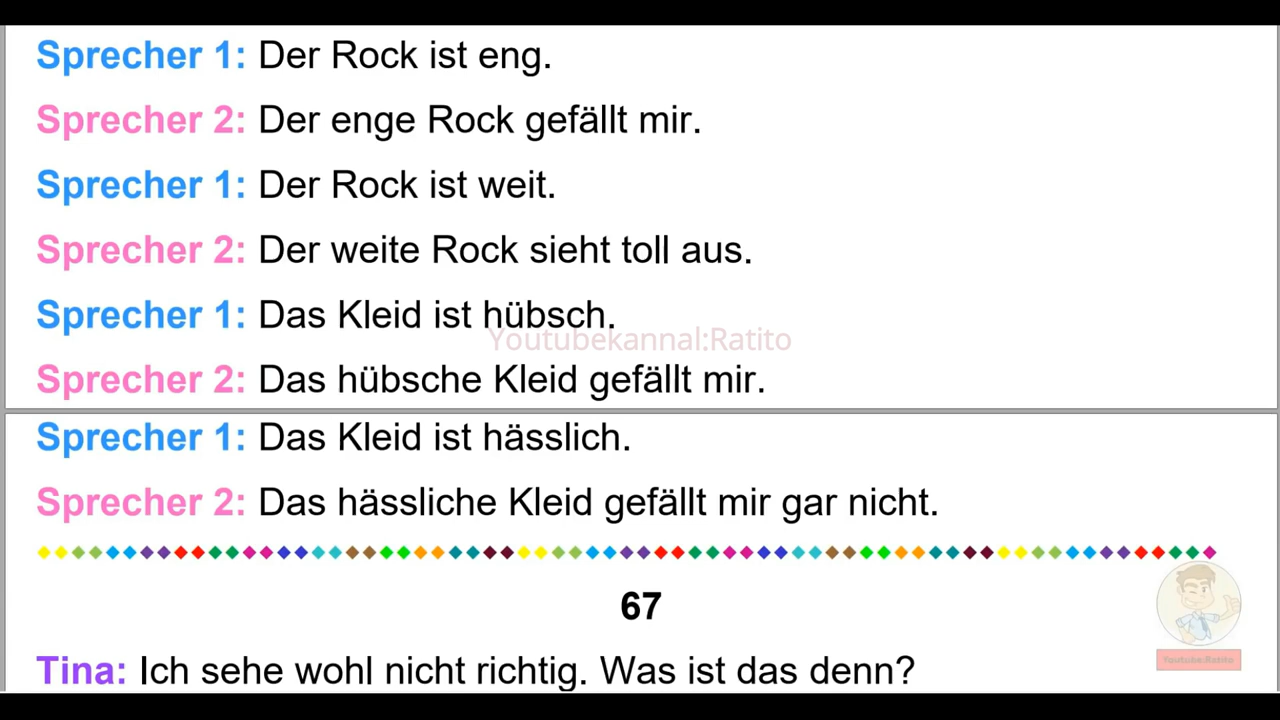 Sprecher 1: Der Rock ist eng.
Sprecher 2: Der enge Rock gefällt mir.
Sprecher 1: Der Rock ist weit.
Sprecher 2: Der weite Rock sieht toll aus.
Sprecher 1: Das Kleid ist hübsch.
Youtubekannal:Ratito
Sprecher 2: Das hübsche Kleid gefällt mir.
Sprecher 1: Das Kleid ist hässlich.
Sprecher 2: Das hässliche Kleid gefällt mir gar nicht.
67
Youtube:Ratito
Tina: Ich sehe wohl nicht richtig. Was ist das denn?